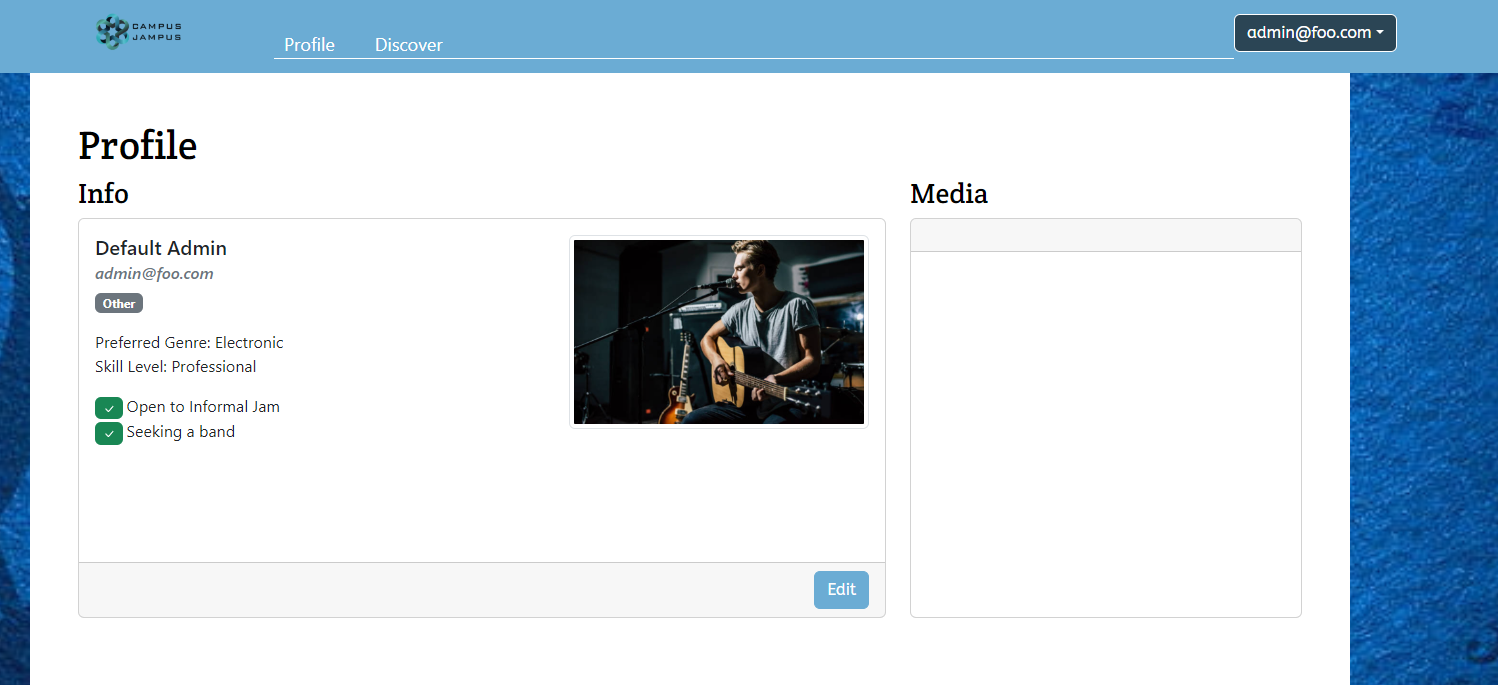 CAMPUS
JAMPUS
Profile
Discover
admin@foo.com
Profile
Info
Media
Default Admin
admin@foo.com
Other
Preferred Genre: Electronic
Skill Level: Professional
Open to Informal Jam
Seeking a band
Edit